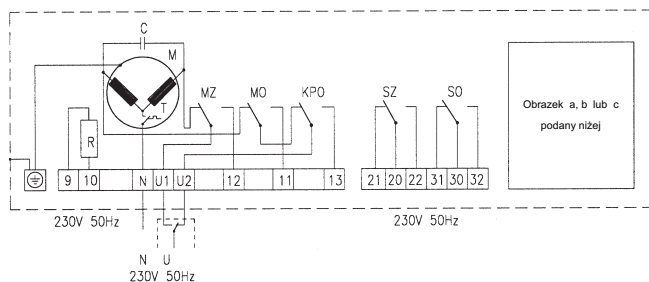 C
M
MZ
MO
KPO
SZ
SO
T
R
Obrazek a, b lub c
podany niżej
9 10 N U1 U2 12 11 13
21 20 22 31 30 32
230V 50Hz
230V 50Hz
N U
230V 50Hz